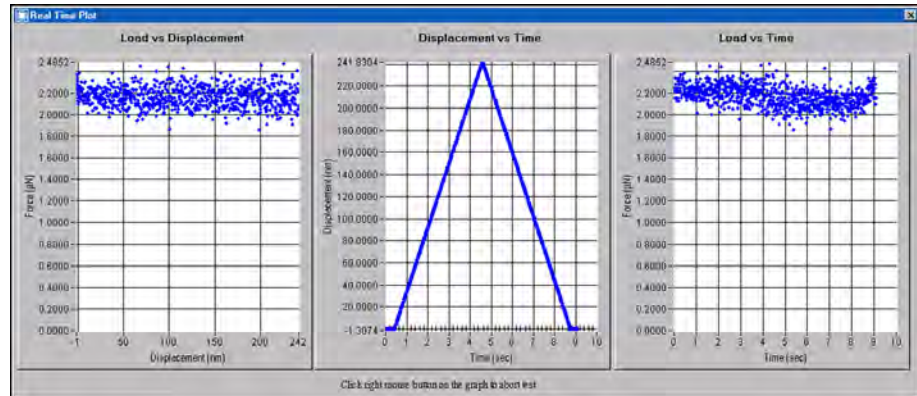 Real Time Plot
Load vs Displacement
2.4852
2.2000
2.0000
1.8000
1.6000
1.4000
1.2000
1.0000
0.8000
0.6000
0.4000
0.2000
0.0000
-1 50 100 150 200 242
Force (µN)
Displacement (nm)
Displacement vs Time
241.9304
220.0000
200.0000
180.0000
160.0000
140.0000
120.0000
100.0000
80.0000
60.0000
40.0000
20.0000
-1.3074
0 1 2 3 4 5 6 7 8 9 10
Displacement (nm)
Time (sec)
Load vs Time
2.4852
2.2000
2.0000
1.8000
1.6000
1.4000
1.2000
1.0000
0.8000
0.6000
0.4000
0.2000
0.0000
0 1 2 3 4 5 6 7 8 9 10
Force (µN)
Time (sec)
Click right mouse button on the graph to abort test